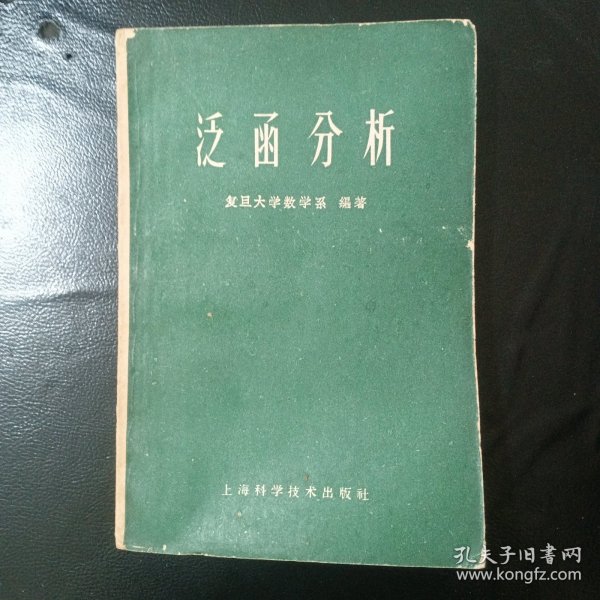 泛函分析
复旦大学数学系 编著
上海科学技术出版社
孔夫子旧书网
www.kongfz.com